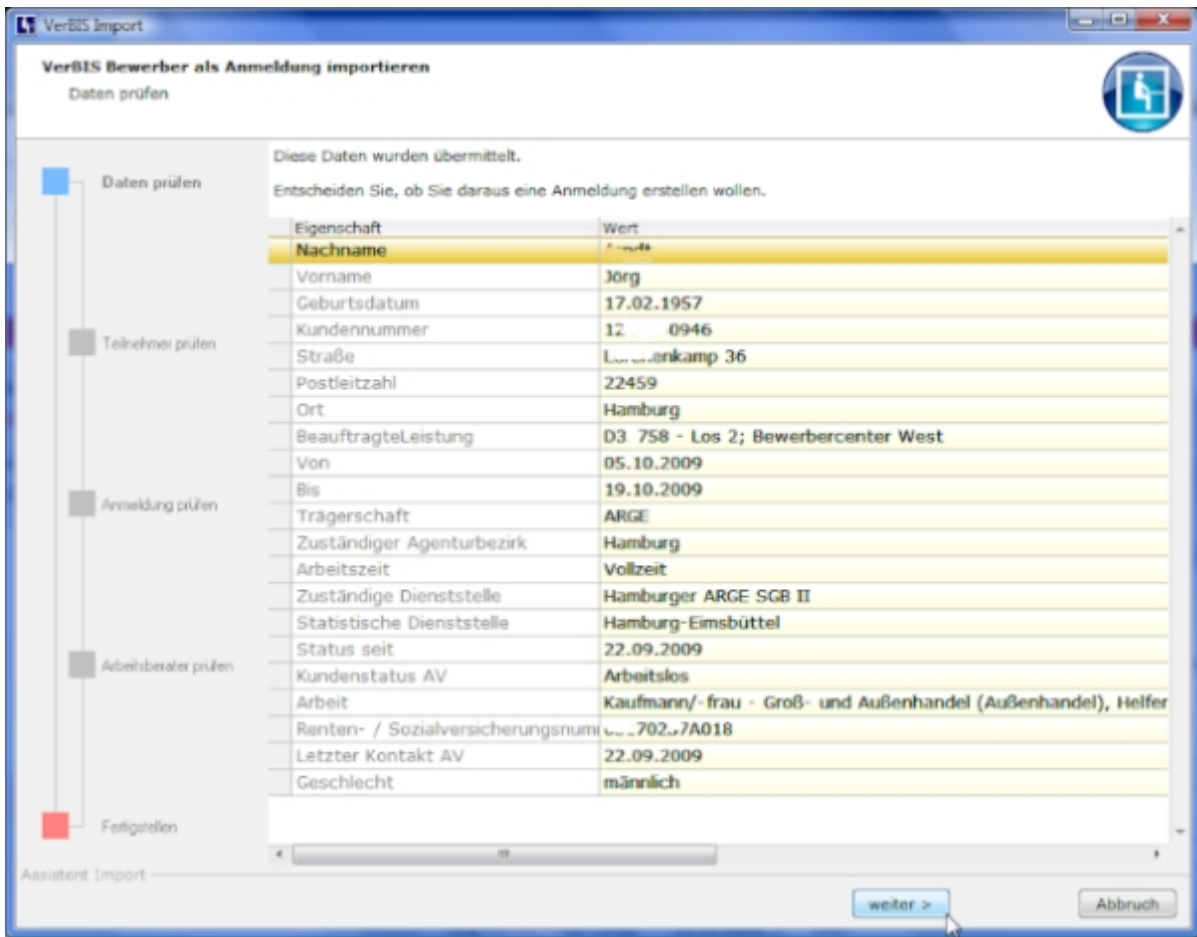 VerBIS Import
VerBIS Bewerber als Anmeldung importieren
Daten prüfen
Diese Daten wurden übermittelt.
Entscheiden Sie, ob Sie daraus eine Anmeldung erstellen wollen.
Daten prüfen
Teilnehmer prüfen
Anmeldung prüfen
Arbeitsberater prüfen
Fertigstellen
Eigenschaft Wert
Nachname
Vorname Jörg
Geburtsdatum 17.02.1957
Kundennummer 12 0946
Straße enkamp 36
Postleitzahl 22459
Ort Hamburg
BeauftragteLeistung D3 758 - Los 2; Bewerbercenter West
Von 05.10.2009
Bis 19.10.2009
Trägerschaft ARGE
Zuständiger Agenturbezirk Hamburg
Arbeitszeit Vollzeit
Zuständige Dienststelle Hamburger ARGE SGB II
Statistische Dienststelle Hamburg-Eimsbüttel
Status seit 22.09.2009
Kundenstatus AV Arbeitslos
Arbeit Kaufmann/-frau - Groß- und Außenhandel (Außenhandel), Helfer
Renten- / Sozialversicherungsnum 7A018
Letzter Kontakt AV 22.09.2009
Geschlecht männlich
Assistent Import
weiter >
Abbruch